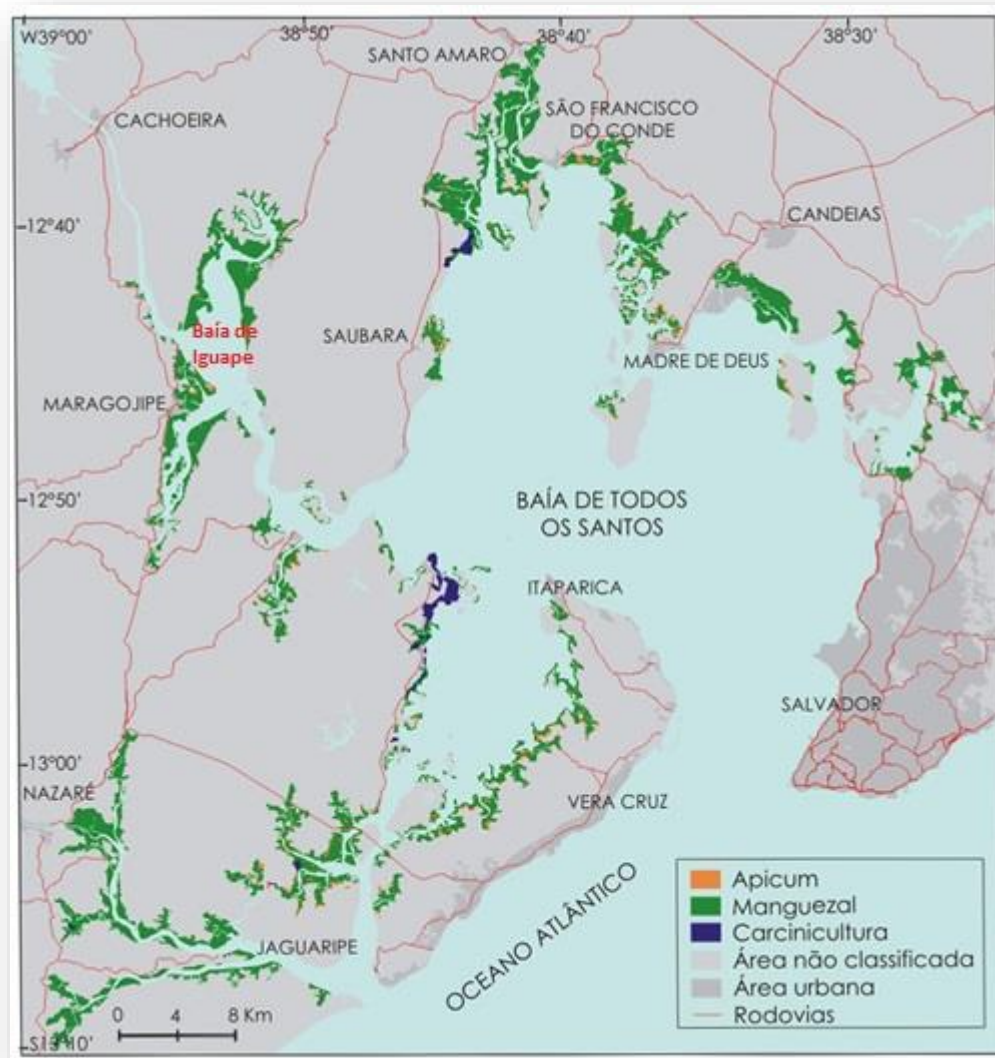 W39°00'
38°50'
38°40'
38°30'
SANTO AMARO
CACHOEIRA
SÃO FRANCISCO
DO CONDE
12°40'
CANDEIAS
Baía de
Iguape
SAUBARA
MADRE DE DEUS
MARAGOJIPE
12°50'
BAÍA DE TODOS
OS SANTOS
ITAPARICA
SALVADOR
13°00'
NAZARÉ
VERA CRUZ
OCEANO ATLÂNTICO
JAGUARIPE
0 4 8 Km
S13°10'
Apicum
Manguezal
Carcinicultura
Área não classificada
Área urbana
Rodovias